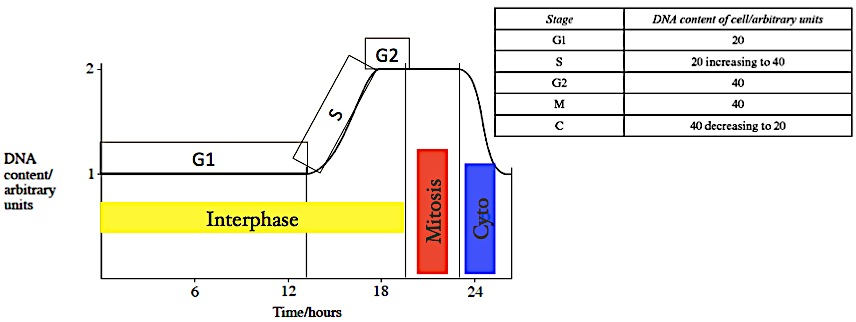 G2
2
S
G1
DNA
content/
arbitrary
units
1
Interphase
Mitosis
Cyto
6 12 18 24
Time/hours
Stage DNA content of cell/arbitrary units
G1 20
S 20 increasing to 40
G2 40
M 40
C 40 decreasing to 20